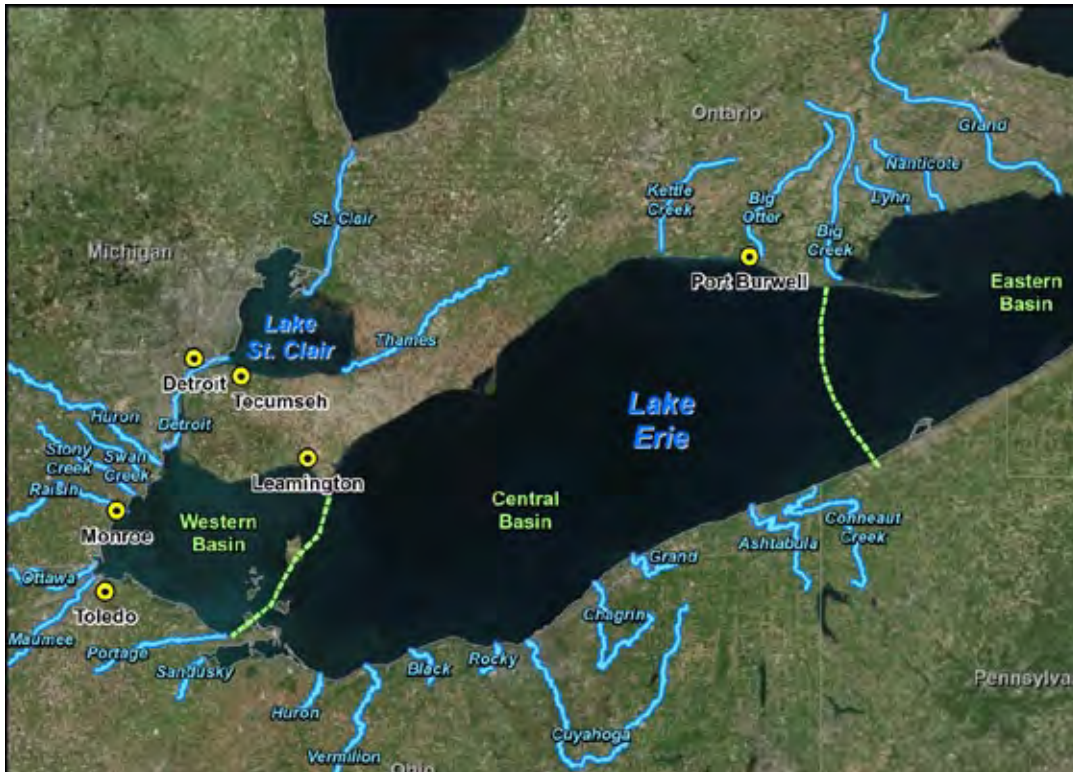 Ontario
Grand
Nanticote
Kettle
Creek
Big
Otter
Lynn
St. Clair
Big
Creek
Michigan
Port Burwell
Eastern
Basin
Lake
St. Clair
Thames
Detroit
Tecumseh
Huron
Detroit
Lake
Erie
Stony
Creek
Swan
Creek
Leamington
Raisin
Western
Basin
Central
Basin
Monroe
Conneaut
Creek
Ashtabula
Grand
Ottawa
Toledo
Chagrin
Maumee
Portage
Sandusky
Black
Rocky
Pennsylva
Huron
Cuyahoga
Vermilion
Ohio